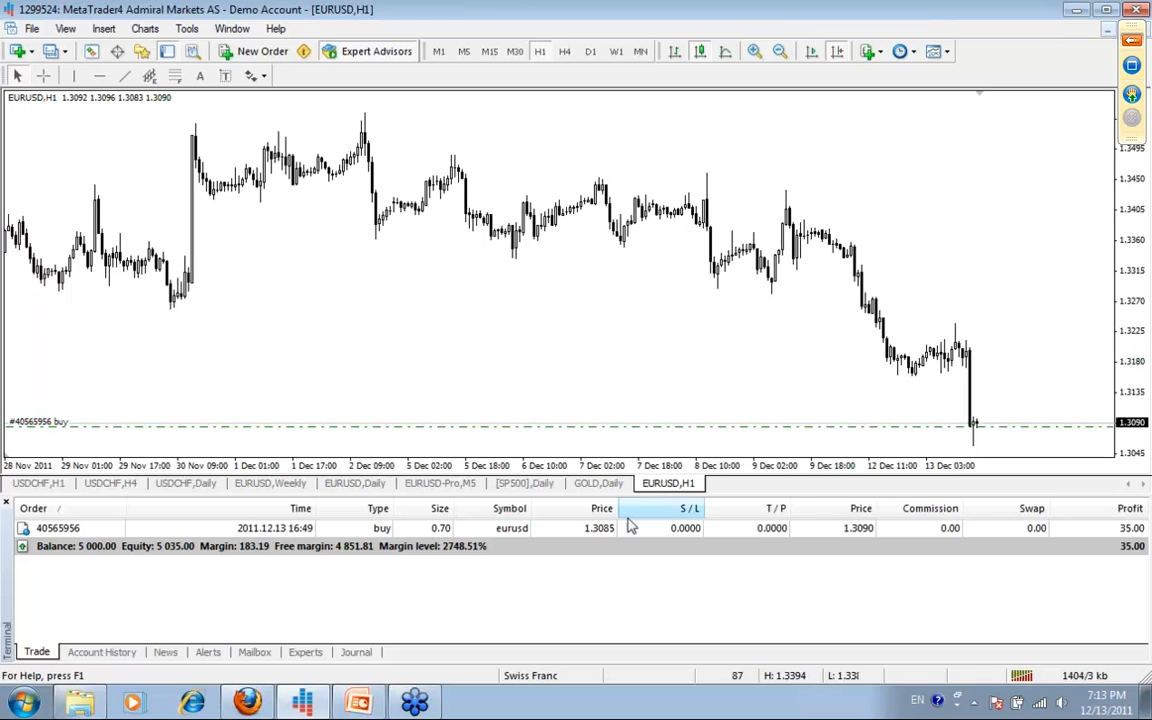 1299524: MetaTrader4 Admiral Markets AS - Demo Account - [EURUSD,H1]
File View Insert Charts Tools Window Help
New Order Expert Advisors M1 M5 M15 M30 H1 H4 D1 W1 MN
A T
EURUSD,H1 1.3092 1.3096 1.3083 1.3090
1.3495
1.3450
1.3405
1.3360
1.3315
1.3270
1.3225
1.3180
1.3135
#40565956 buy
1.3090
1.3045
28 Nov 2011 29 Nov 01:00 29 Nov 17:00 30 Nov 09:00 1 Dec 01:00 1 Dec 17:00 2 Dec 09:00 5 Dec 02:00 5 Dec 18:00 6 Dec 10:00 7 Dec 02:00 7 Dec 18:00 8 Dec 10:00 9 Dec 02:00 9 Dec 18:00 12 Dec 11:00 13 Dec 03:00
USDCHF,H1 USDCHF,H4 USDCHF,Daily EURUSD,Weekly EURUSD,Daily EURUSD-Pro,M5 [SP500],Daily GOLD,Daily EURUSD,H1
Order / Time Type Size Symbol Price S / L T / P Price Commission Swap Profit
40565956 2011.12.13 16:49 buy 0.70 eurusd 1.3085 0.0000 0.0000 1.3090 0.00 0.00 35.00
Balance: 5 000.00 Equity: 5 035.00 Margin: 183.19 Free margin: 4 851.81 Margin level: 2748.51% 35.00
Terminal
Trade Account History News Alerts Mailbox Experts Journal
For Help, press F1 Swiss Franc 87 H: 1.3394 1404/3 kb
EN 7:13 PM
12/13/2011